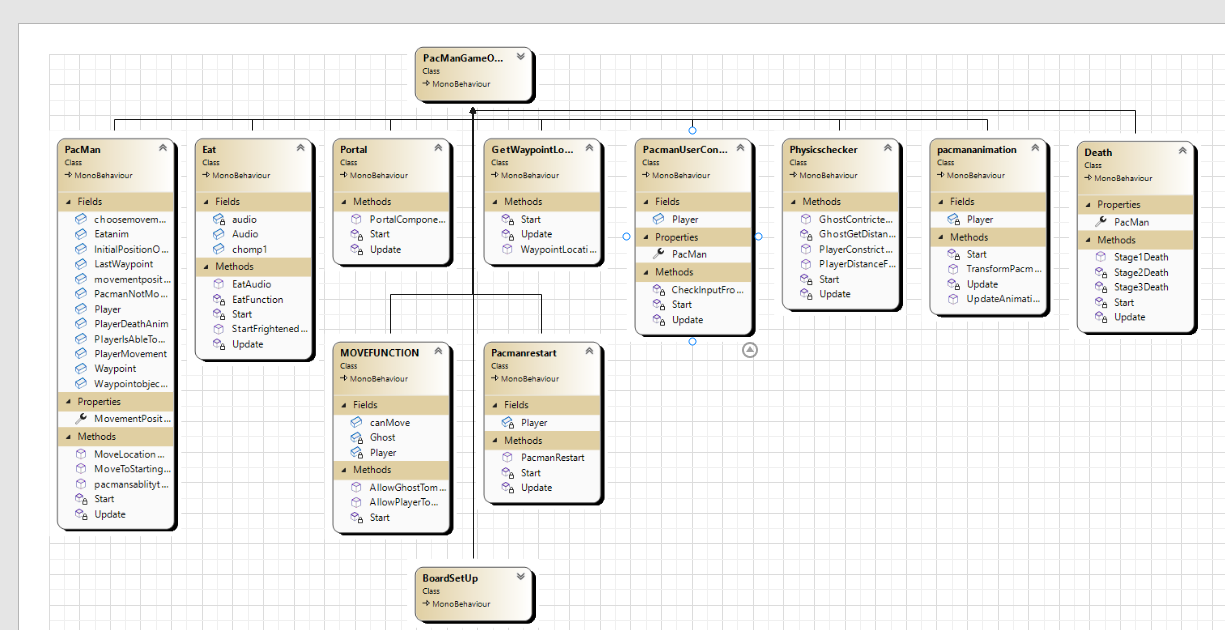 PacManGameO...
Class
MonoBehaviour
PacMan
Class
MonoBehaviour
Fields
choosemovem...
Eatanim
InitialPositionO...
LastWaypoint
movementposit...
PacmanNotMo...
Player
PlayerDeathAnim
PlayerIsAbleTo...
PlayerMovement
Waypoint
Waypointobjec...
Properties
MovementPosit...
Methods
MoveLocation...
MoveToStarting...
pacmansablityt...
Start
Update
Eat
Class
MonoBehaviour
Fields
audio
Audio
chomp1
Methods
EatAudio
EatFunction
Start
StartFrightened...
Update
Portal
Class
MonoBehaviour
Methods
PortalCompone...
Start
Update
GetWaypointLo...
Class
MonoBehaviour
Methods
Start
Update
WaypointLocati...
PacmanUserCon...
Class
MonoBehaviour
Fields
Player
Properties
PacMan
Methods
CheckInputFro...
Start
Update
Physicschecker
Class
MonoBehaviour
Methods
GhostContricte...
GhostGetDistan...
PlayerConstrict...
PlayerDistanceF...
Start
Update
pacmananimation
Class
MonoBehaviour
Fields
Player
Methods
Start
TransformPacm...
Update
UpdateAnimati...
Death
Class
MonoBehaviour
Properties
PacMan
Methods
Stage1Death
Stage2Death
Stage3Death
Start
Update
MOVEFUNCTION
Class
MonoBehaviour
Fields
canMove
Ghost
Player
Methods
AllowGhostTom...
AllowPlayerTo...
Start
Pacmanrestart
Class
MonoBehaviour
Fields
Player
Methods
PacmanRestart
Start
Update
BoardSetUp
Class
MonoBehaviour